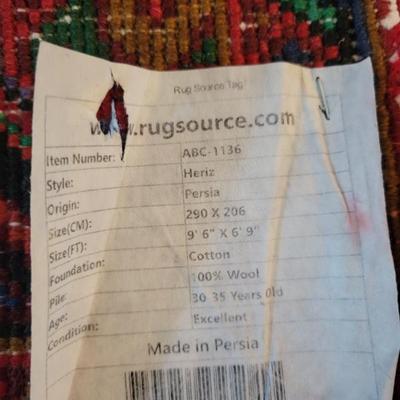 Rug Source Tag
www.rugsource.com
Item Number: ABC-1136
Style: Heriz
Origin: Persia
Size(CM): 290 X 206
Size(FT): 9' 6" X 6' 9"
Foundation: Cotton
Pile: 100% Wool
Age: 30-35 Years Old
Condition: Excellent
Made in Persia